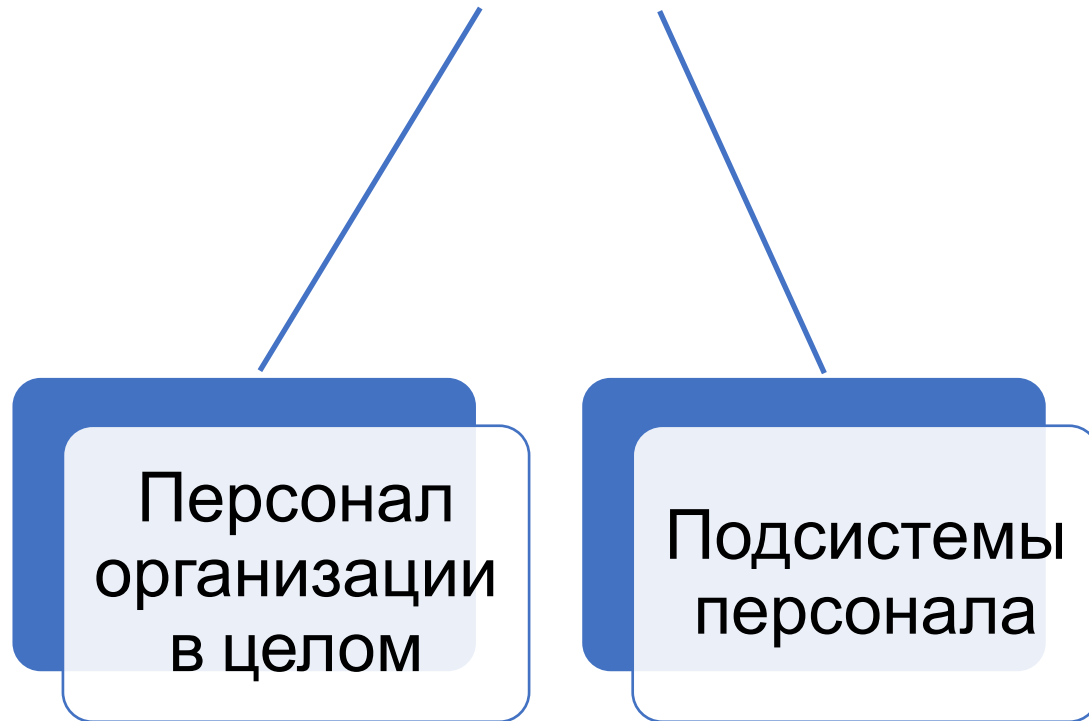 Персонал
организации
в целом
Подсистемы
персонала